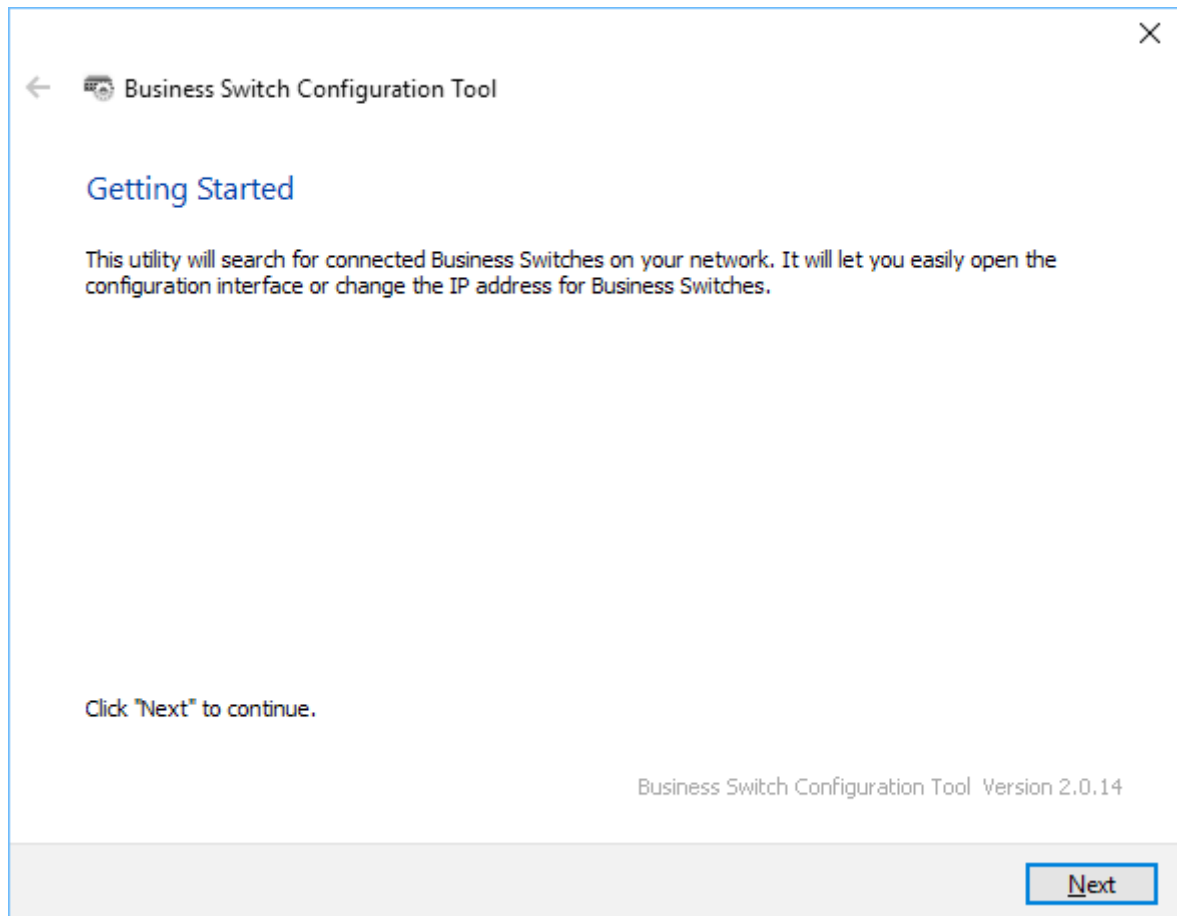 Business Switch Configuration Tool
Getting Started
This utility will search for connected Business Switches on your network. It will let you easily open the
configuration interface or change the IP address for Business Switches.
Click "Next" to continue.
Business Switch Configuration Tool  Version 2.0.14
Next